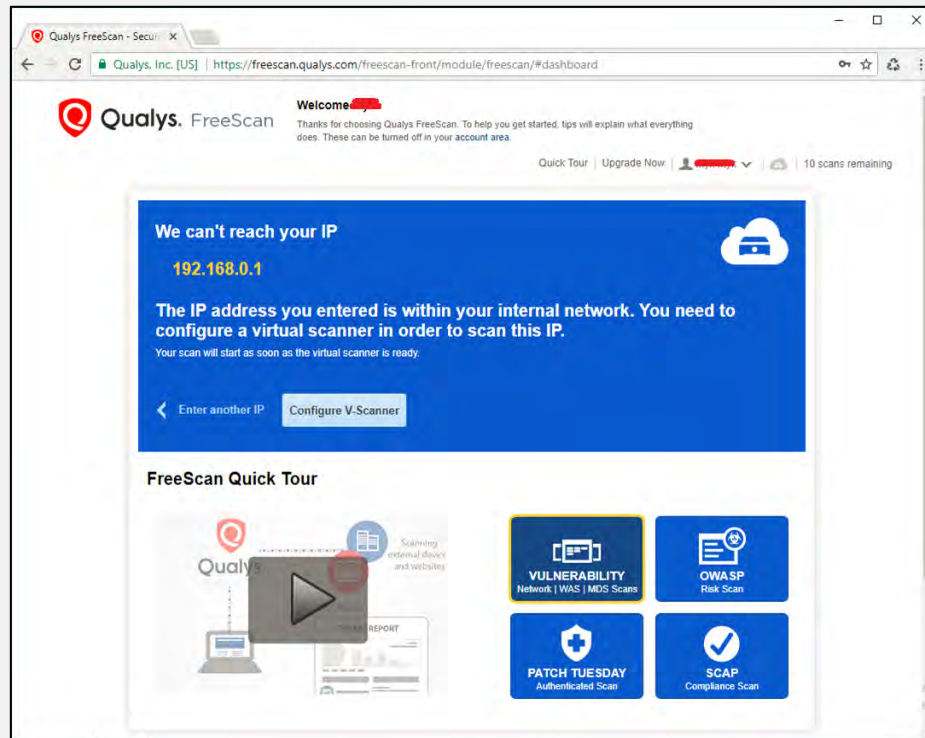 Qualys FreeScan - Secur
Qualys, Inc. [US] | https://freescan.qualys.com/freescan-front/module/freescan/#dashboard
Qualys. FreeScan
Welcome
Thanks for choosing Qualys FreeScan. To help you get started, tips will explain what everything
does. These can be turned off in your account area.
Quick Tour | Upgrade Now | | 10 scans remaining
We can't reach your IP
192.168.0.1
The IP address you entered is within your internal network. You need to
configure a virtual scanner in order to scan this IP.
Your scan will start as soon as the virtual scanner is ready.
Enter another IP
Configure V-Scanner
FreeScan Quick Tour
Qualys
Scanning
external device
and websites
REPORT
VULNERABILITY
Network | WAS | MDS Scans
OWASP
Risk Scan
PATCH TUESDAY
Authenticated Scan
SCAP
Compliance Scan